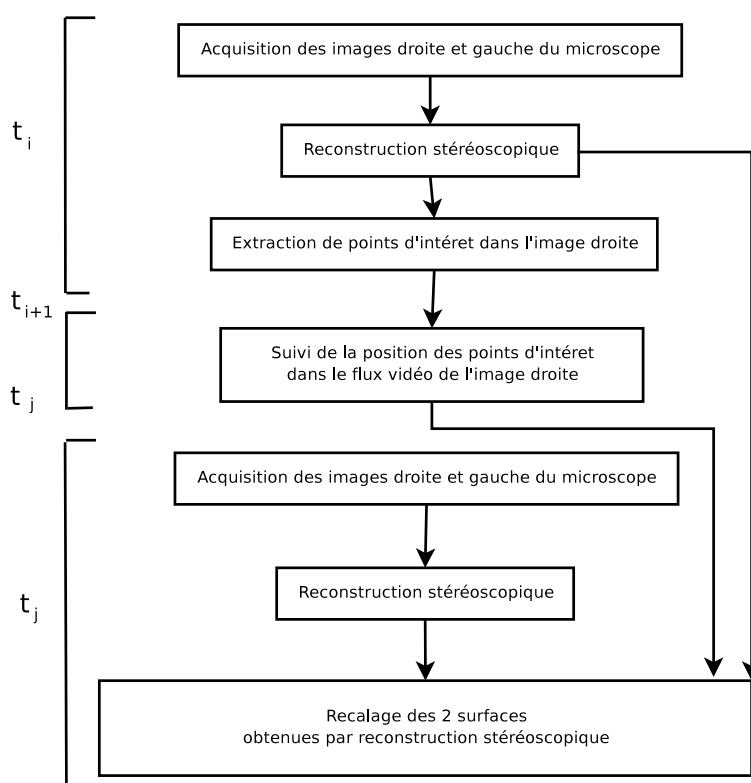 Acquisition des images droite et gauche du microscope
t i
Reconstruction stéréoscopique
Extraction de points d'intéret dans l'image droite
t i+1
Suivi de la position des points d'intéret
dans le flux vidéo de l'image droite
t j
Acquisition des images droite et gauche du microscope
Reconstruction stéréoscopique
t j
Recalage des 2 surfaces
obtenues par reconstruction stéréoscopique